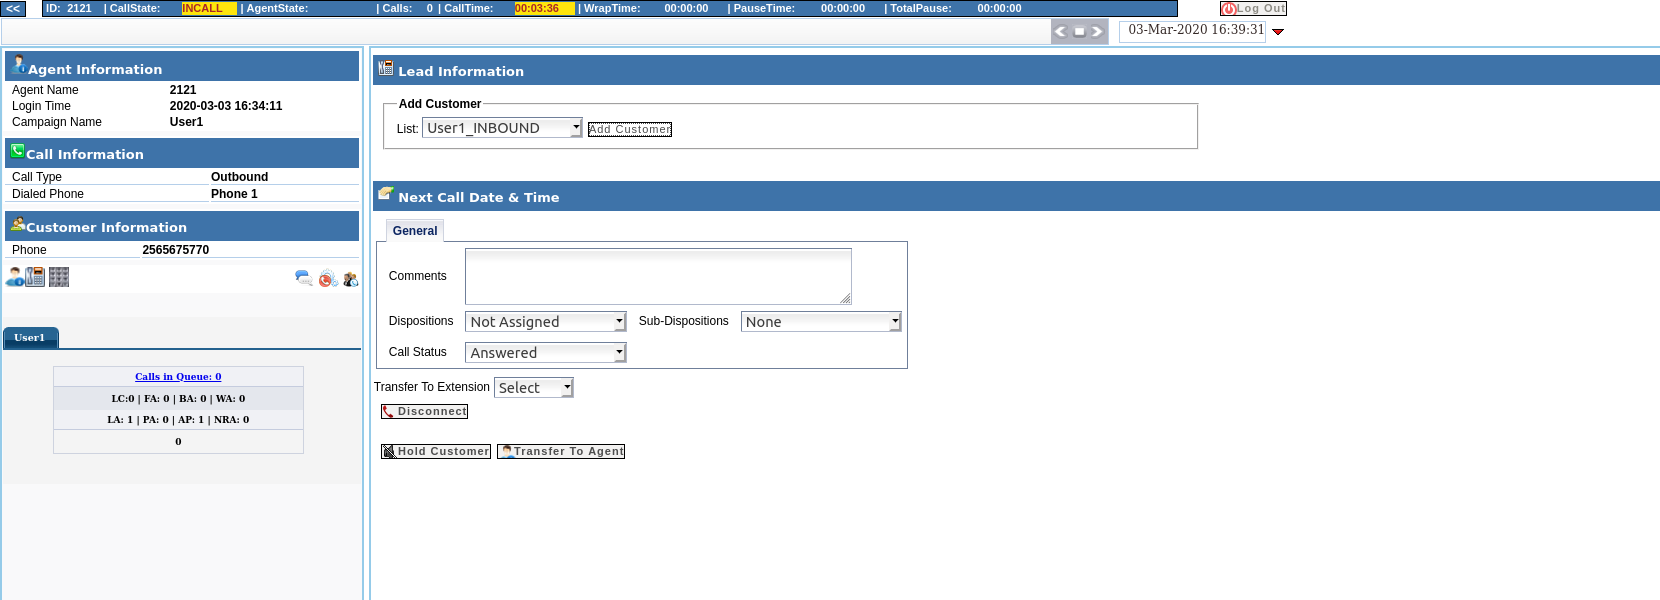 << ID: 2121 | CallState: INCALL | AgentState: | Calls: 0 | CallTime: 00:03:36 | WrapTime: 00:00:00 | PauseTime: 00:00:00 | TotalPause: 00:00:00 Log Out
03-Mar-2020 16:39:31
Agent Information
Agent Name 2121
Login Time 2020-03-03 16:34:11
Campaign Name User1
Call Information
Call Type Outbound
Dialed Phone Phone 1
Customer Information
Phone 2565675770
User1
Calls in Queue: 0
LC:0 | FA: 0 | BA: 0 | WA: 0
LA: 1 | PA: 0 | AP: 1 | NRA: 0
0
Lead Information
Add Customer
List: User1_INBOUND Add Customer
Next Call Date & Time
General
Comments
Dispositions Not Assigned Sub-Dispositions None
Call Status Answered
Transfer To Extension Select
Disconnect
Hold Customer Transfer To Agent